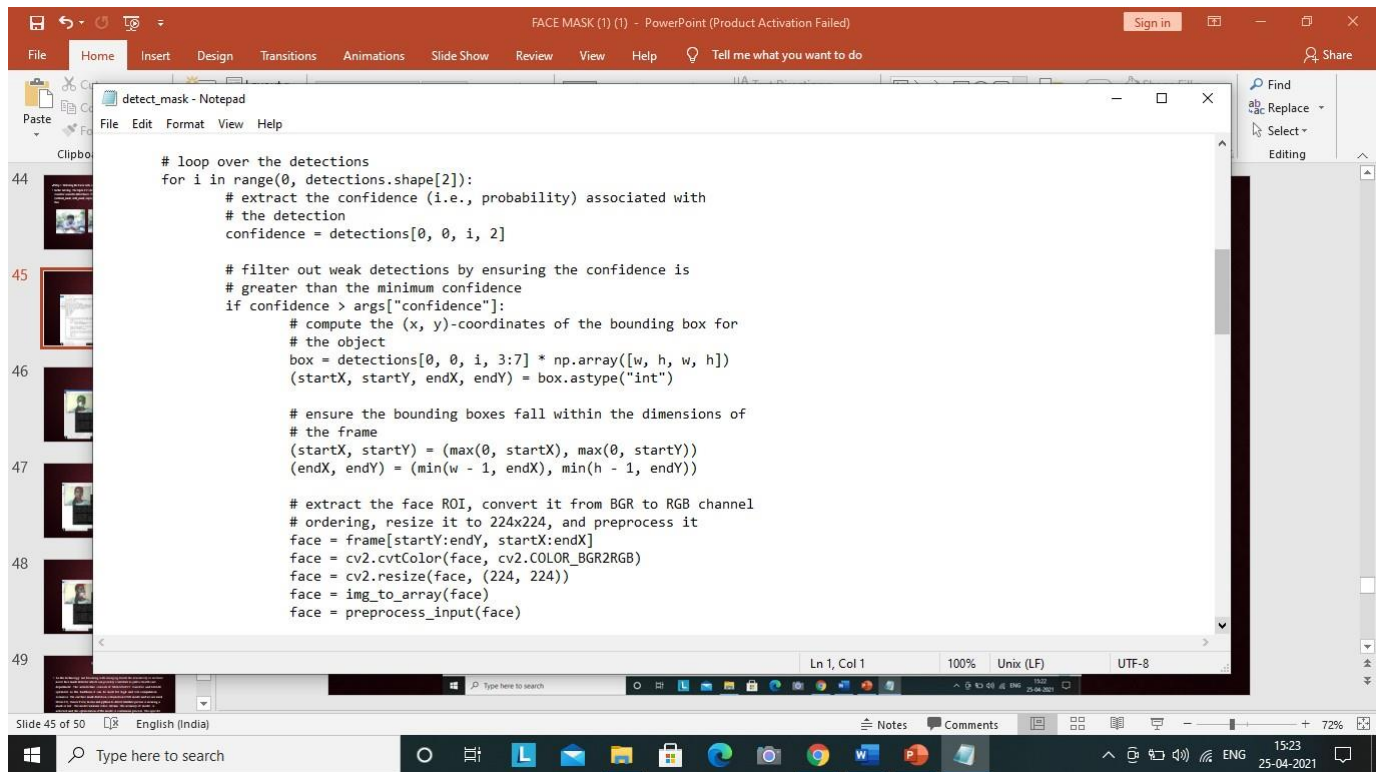 FACE MASK (1) (1) - PowerPoint (Product Activation Failed)
Sign in
File Home Insert Design Transitions Animations Slide Show Review View Help Tell me what you want to do
Share
Paste
Clipbo
Find
Replace
Select
Editing
detect_mask - Notepad
File Edit Format View Help
# loop over the detections
for i in range(0, detections.shape[2]):
# extract the confidence (i.e., probability) associated with
# the detection
confidence = detections[0, 0, i, 2]
# filter out weak detections by ensuring the confidence is
# greater than the minimum confidence
if confidence > args["confidence"]:
# compute the (x, y)-coordinates of the bounding box for
# the object
box = detections[0, 0, i, 3:7] * np.array([w, h, w, h])
(startX, startY, endX, endY) = box.astype("int")
# ensure the bounding boxes fall within the dimensions of
# the frame
(startX, startY) = (max(0, startX), max(0, startY))
(endX, endY) = (min(w - 1, endX), min(h - 1, endY))
# extract the face ROI, convert it from BGR to RGB channel
# ordering, resize it to 224x224, and preprocess it
face = frame[startY:endY, startX:endX]
face = cv2.cvtColor(face, cv2.COLOR_BGR2RGB)
face = cv2.resize(face, (224, 224))
face = img_to_array(face)
face = preprocess_input(face)
Ln 1, Col 1 100% Unix (LF) UTF-8
44
45
46
47
48
49
Type here to search
ENG
15:22
25-04-2021
Slide 45 of 50 English (India)
Notes Comments 72%
Type here to search
ENG
15:23
25-04-2021